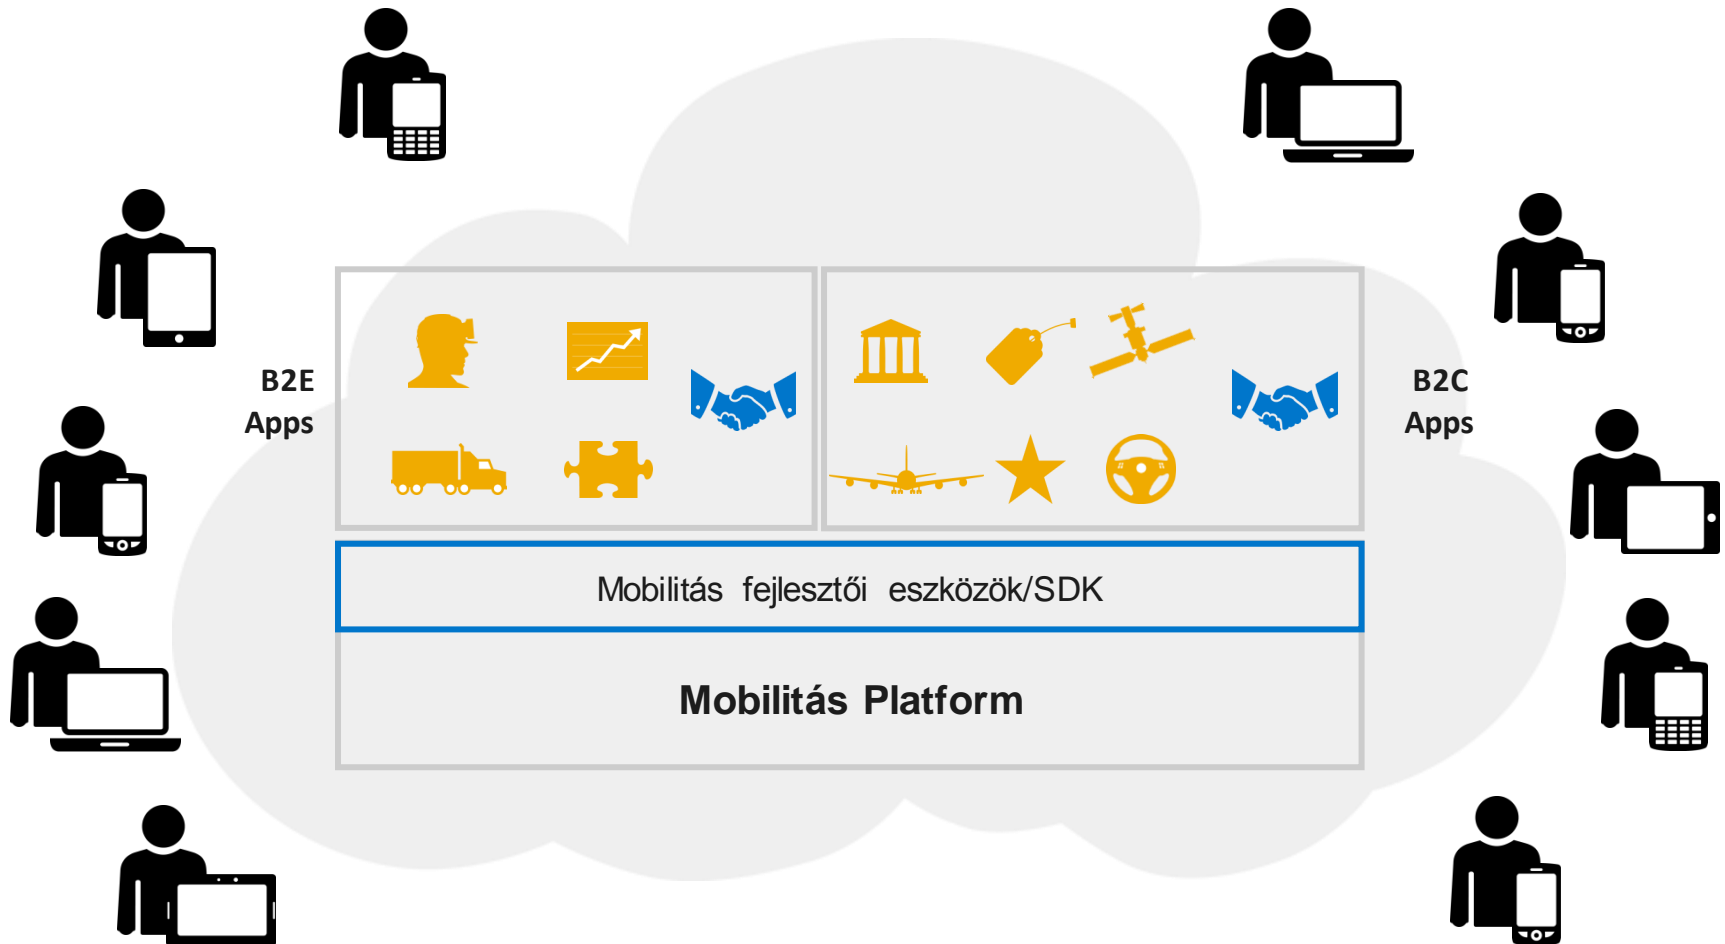 B2E
Apps
B2C
Apps
Mobilitás fejlesztői eszközök/SDK
Mobilitás Platform